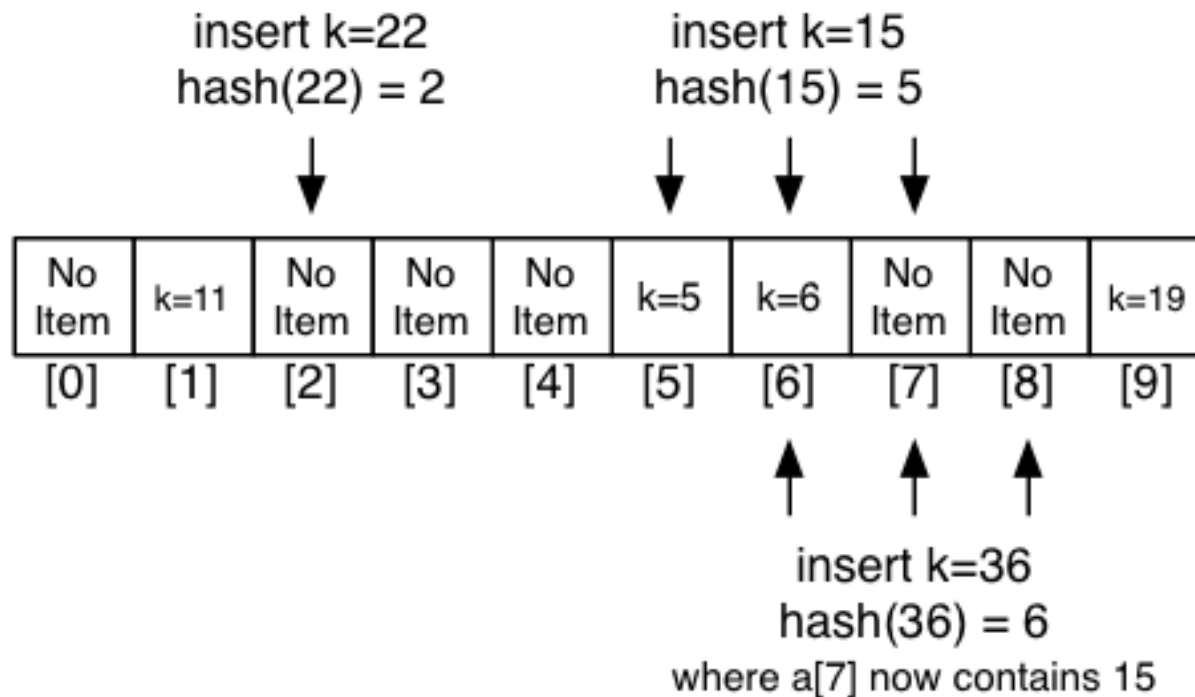 insert k=22
hash(22) = 2
insert k=15
hash(15) = 5
No
Item
k=11
No
Item
No
Item
No
Item
k=5
k=6
No
Item
No
Item
k=19
[0] [1] [2] [3] [4] [5] [6] [7] [8] [9]
insert k=36
hash(36) = 6
where a[7] now contains 15